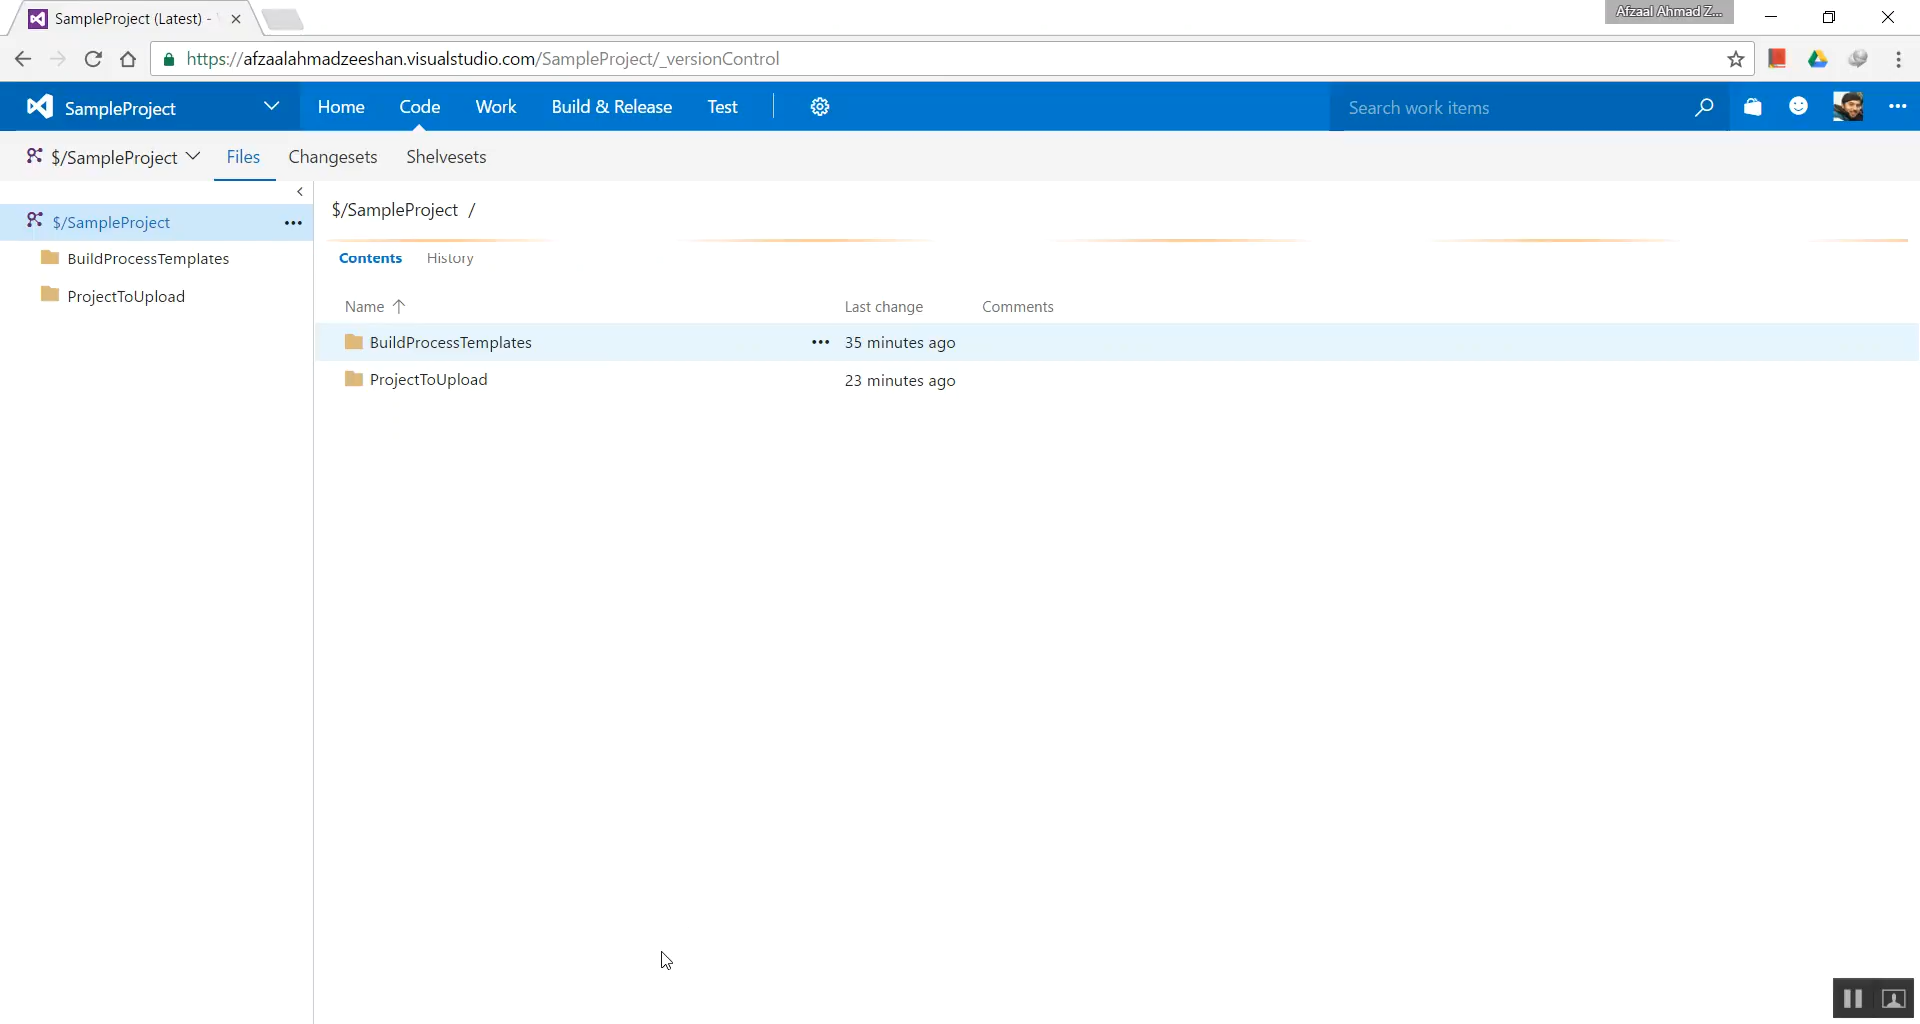 SampleProject (Latest) -
Afzaal Ahmad Z...
https://afzaalahmadzeeshan.visualstudio.com/SampleProject/_versionControl
SampleProject
Home
Code
Work
Build & Release
Test
Search work items
$/SampleProject
Files
Changesets
Shelvesets
$/SampleProject
BuildProcessTemplates
ProjectToUpload
$/SampleProject /
Contents
History
Name
Last change
Comments
BuildProcessTemplates
35 minutes ago
ProjectToUpload
23 minutes ago